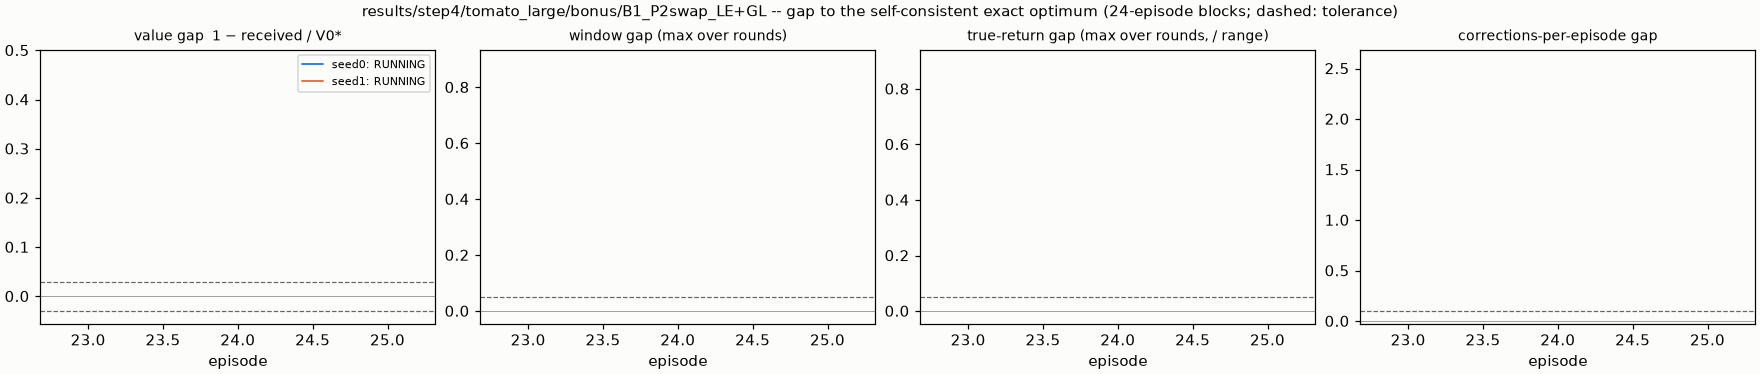 results/step4/tomato_large/bonus/B1_P2swap_LE+GL -- gap to the self-consistent exact optimum (24-episode blocks; dashed: tolerance)
value gap 1 − received / V0*
0.5
0.4
0.3
0.2
0.1
0.0
seed0: RUNNING
seed1: RUNNING
23.0 23.5 24.0 24.5 25.0
episode
window gap (max over rounds)
0.8
0.6
0.4
0.2
0.0
23.0 23.5 24.0 24.5 25.0
episode
true-return gap (max over rounds, / range)
0.8
0.6
0.4
0.2
0.0
23.0 23.5 24.0 24.5 25.0
episode
corrections-per-episode gap
2.5
2.0
1.5
1.0
0.5
0.0
23.0 23.5 24.0 24.5 25.0
episode